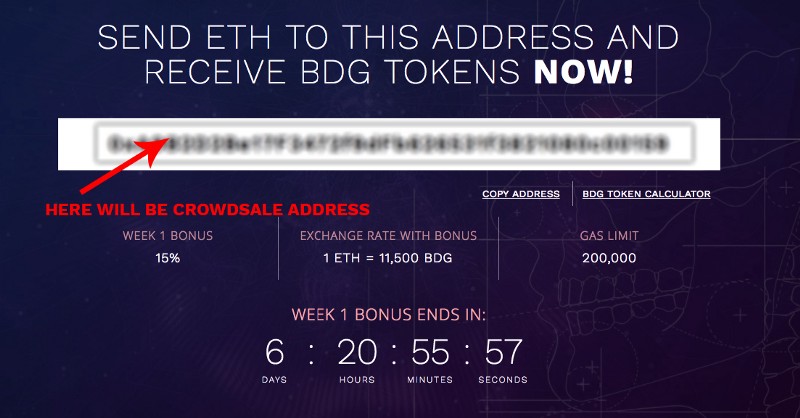 SEND ETH TO THIS ADDRESS AND
RECEIVE BDG TOKENS NOW!
HERE WILL BE CROWDSALE ADDRESS
COPY ADDRESS
BDG TOKEN CALCULATOR
WEEK 1 BONUS
15%
EXCHANGE RATE WITH BONUS
1 ETH = 11,500 BDG
GAS LIMIT
200,000
WEEK 1 BONUS ENDS IN:
6 : 20 : 55 : 57
DAYS HOURS MINUTES SECONDS